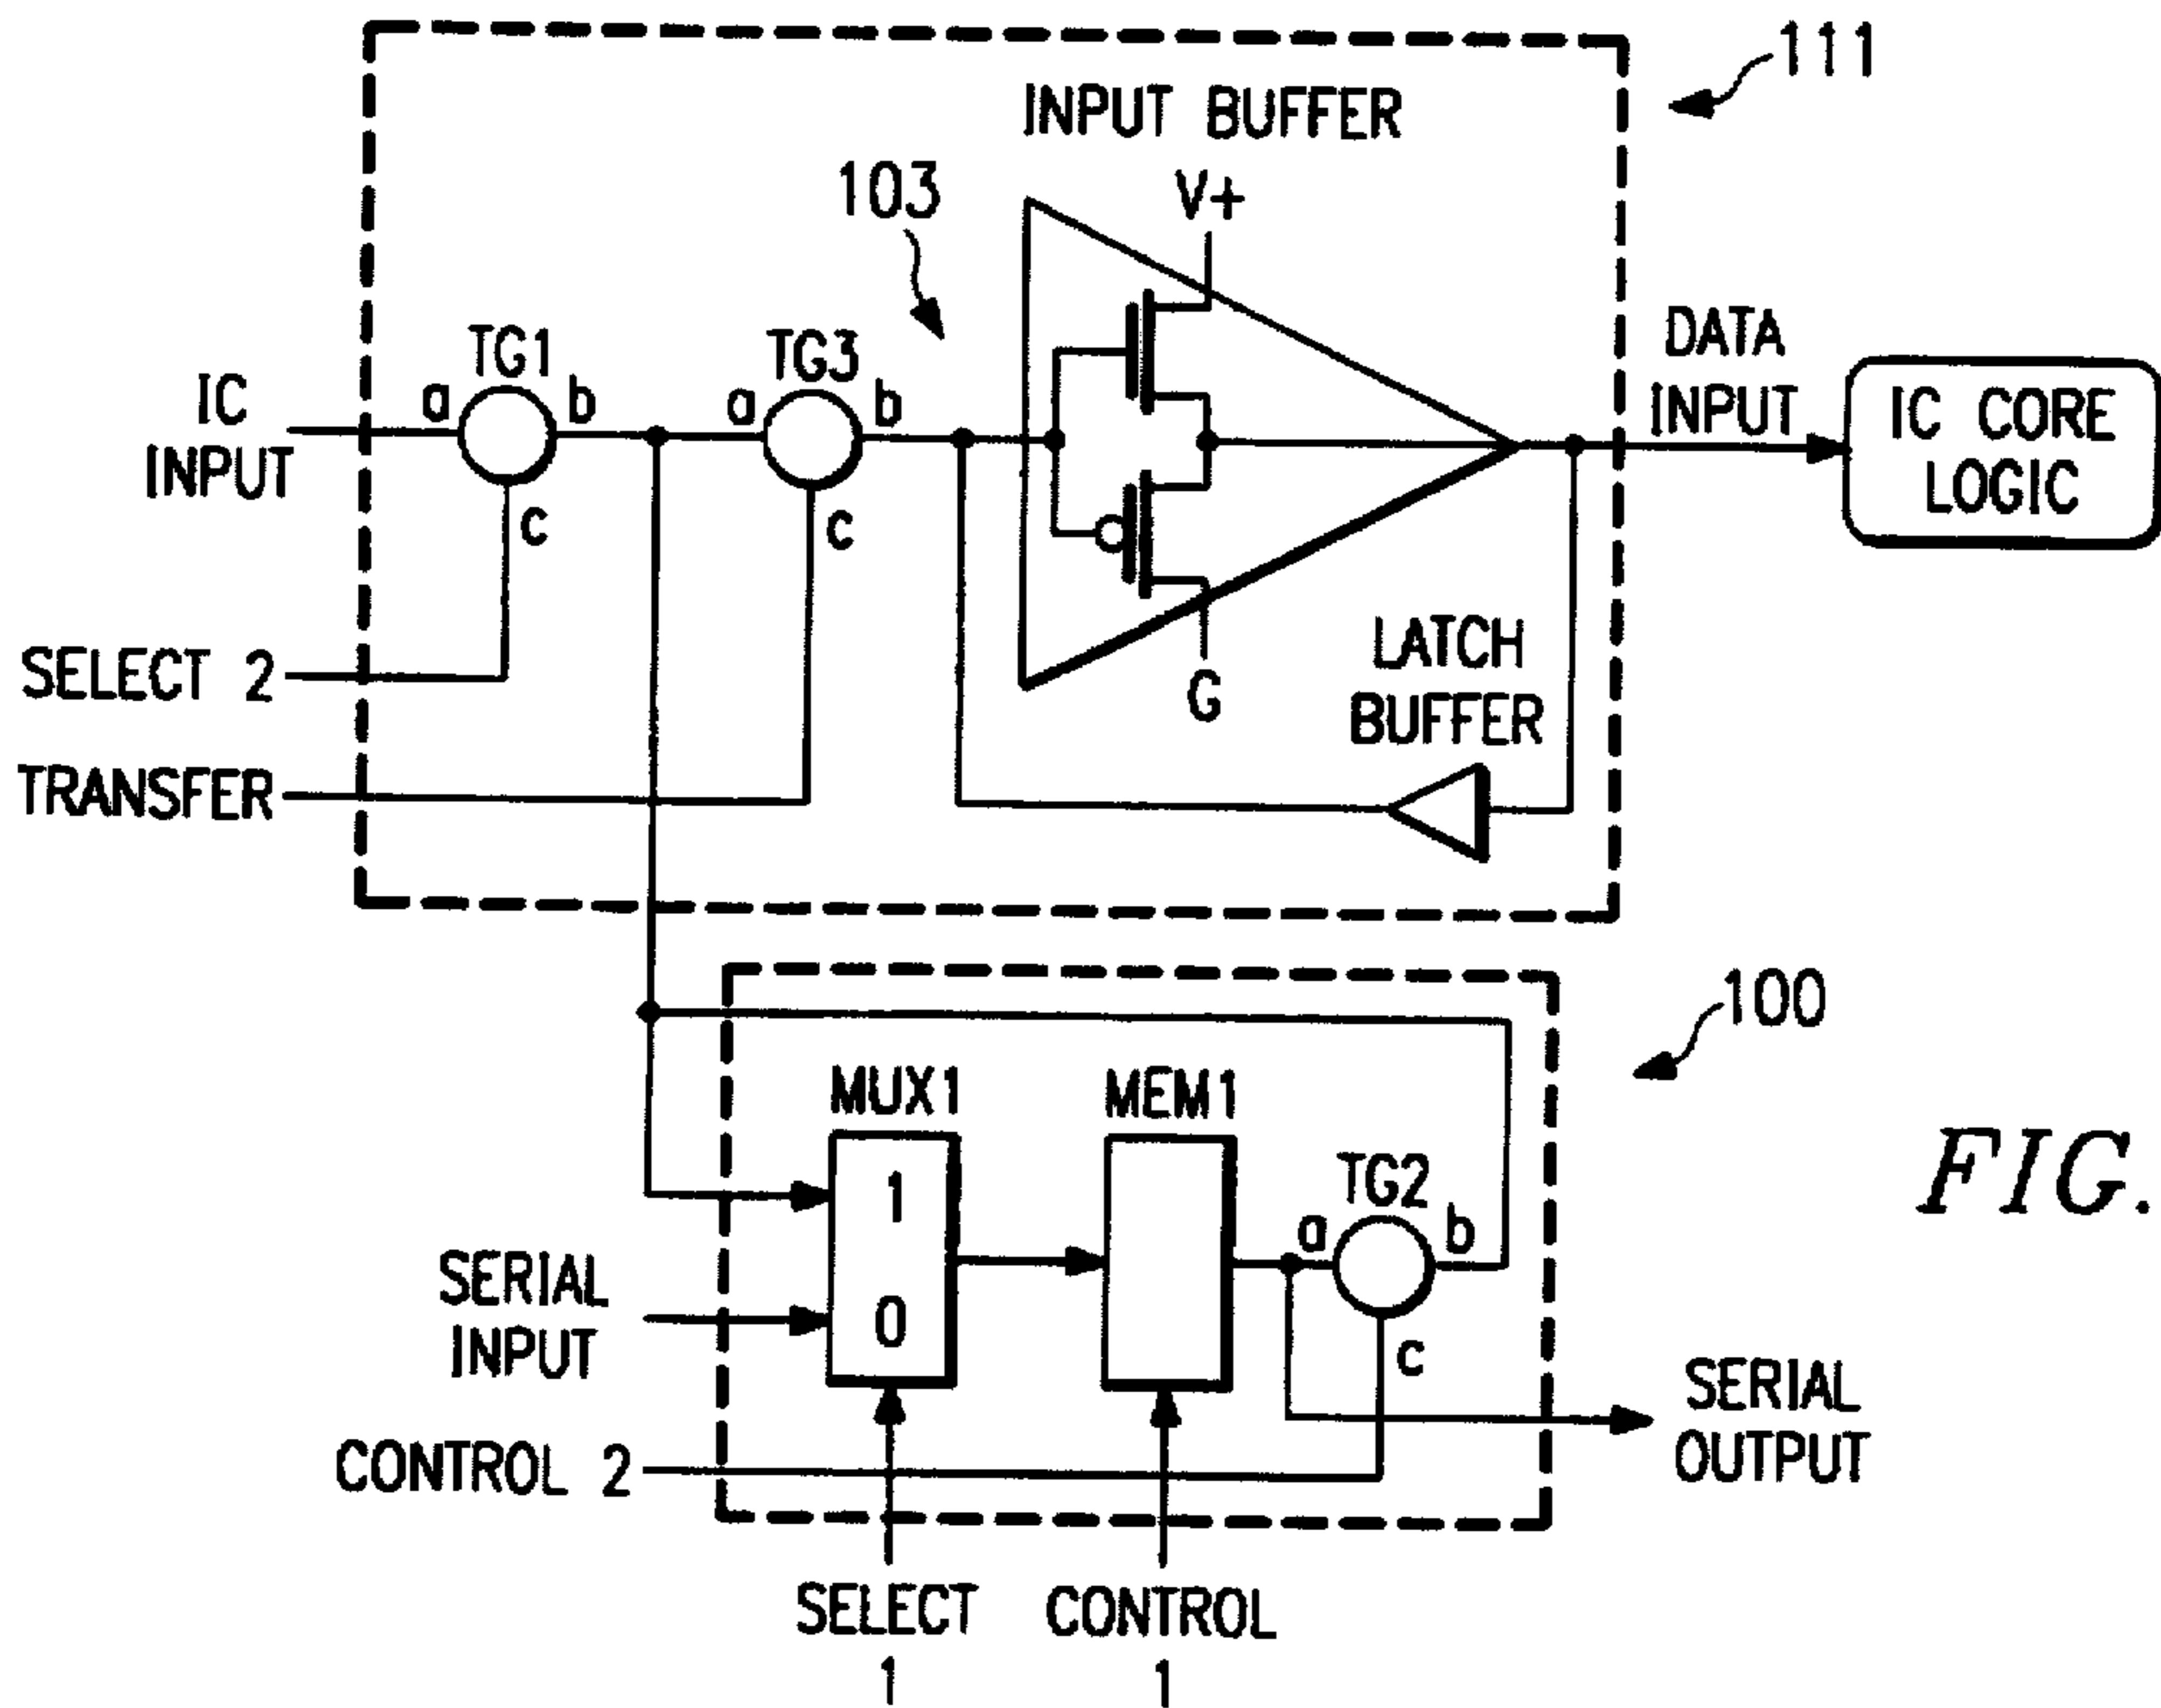 111
INPUT BUFFER
V+
103
TG1
a
b
c
TG3
a
b
c
IC
INPUT
DATA
INPUT
IC CORE
LOGIC
SELECT 2
G
LATCH
BUFFER
TRANSFER
100
MUX1
MEM1
1
0
TG2
a
b
c
SERIAL
INPUT
SERIAL
OUTPUT
CONTROL 2
SELECT
1
CONTROL
1
FIG.